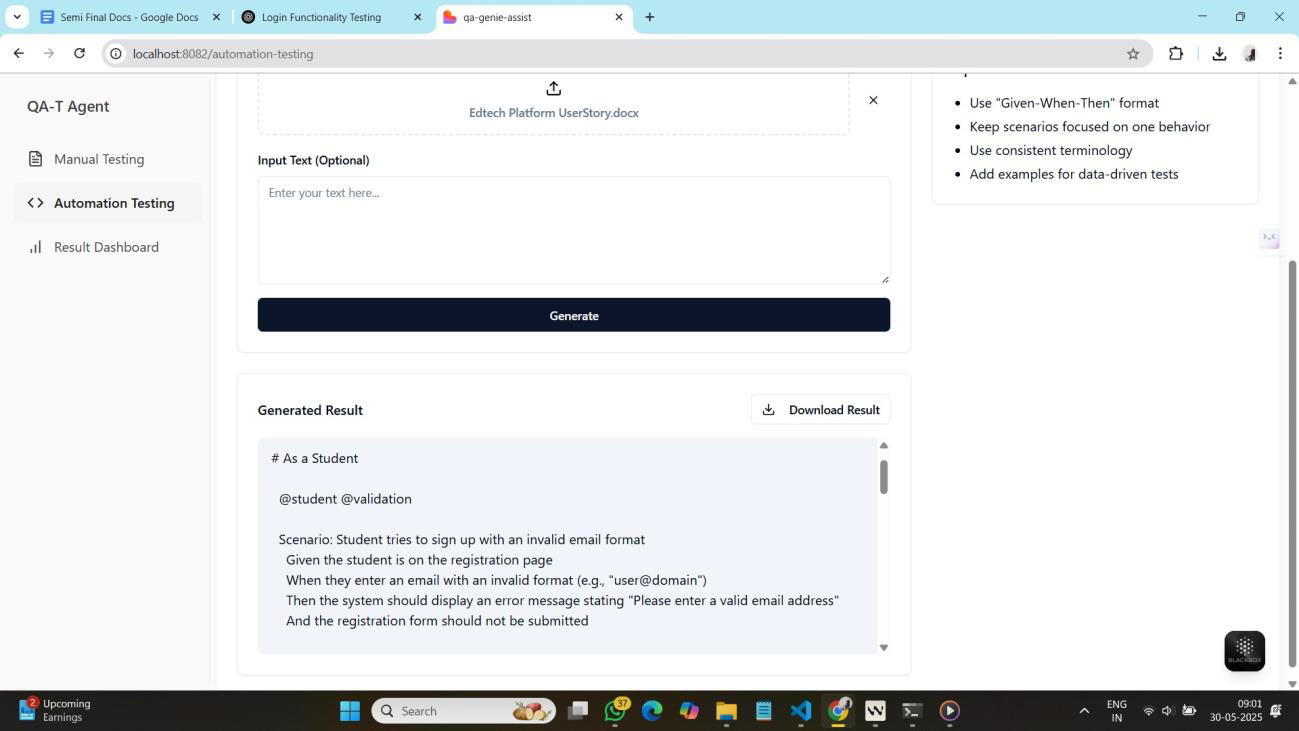 Semi Final Docs - Google Docs
Login Functionality Testing
qa-genie-assist
localhost:8082/automation-testing
QA-T Agent
Manual Testing
Automation Testing
Result Dashboard
Edtech Platform UserStory.docx
Input Text (Optional)
Enter your text here...
Generate
Generated Result
Download Result
# As a Student
@student @validation
Scenario: Student tries to sign up with an invalid email format
Given the student is on the registration page
When they enter an email with an invalid format (e.g., "user@domain")
Then the system should display an error message stating "Please enter a valid email address"
And the registration form should not be submitted
Use "Given-When-Then" format
Keep scenarios focused on one behavior
Use consistent terminology
Add examples for data-driven tests
BLACKBOX
2
Upcoming
Earnings
Search
37
ENG
IN
09:01
30-05-2025